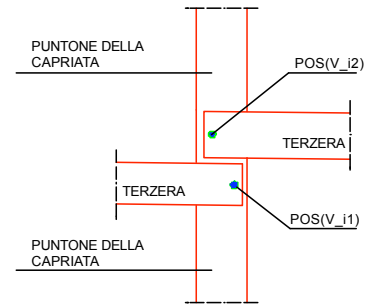 PUNTONE DELLA
CAPRIATA
POS(V_i2)
TERZERA
TERZERA
POS(V_i1)
PUNTONE DELLA
CAPRIATA